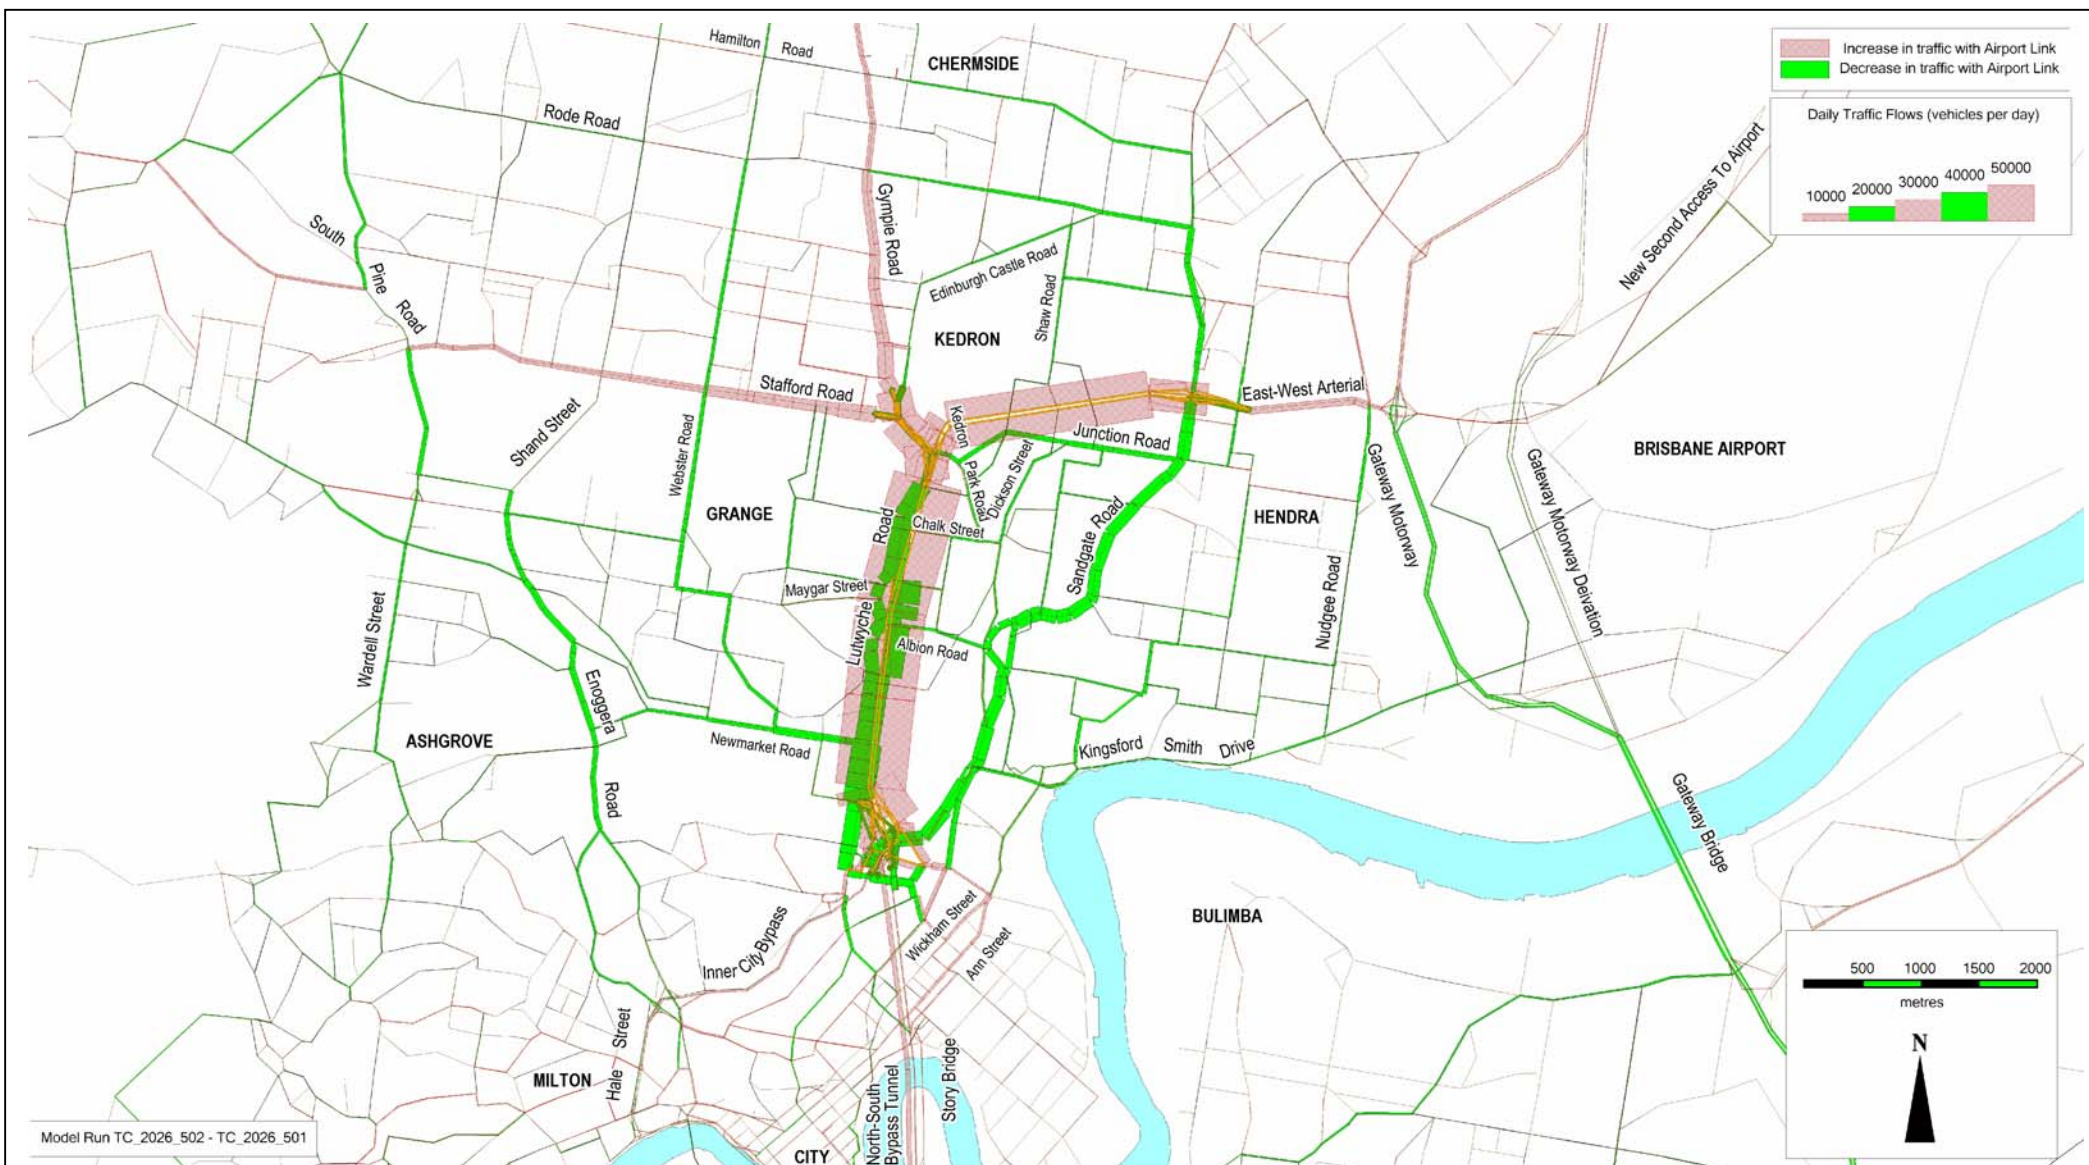 Hamilton Road
CHERMSIDE
Increase in traffic with Airport Link
Decrease in traffic with Airport Link
Daily Traffic Flows (vehicles per day)
10000 20000 30000 40000 50000
Rode Road
New Second Access To Airport
Gympie Road
South Pine Road
Edinburgh Castle Road
Shaw Road
KEDRON
Stafford Road
East-West Arterial
Kedron Park Road
Junction Road
Shand Street
Webster Road
Dickson Street
BRISBANE AIRPORT
Gateway Motorway
Gateway Motorway Deivation
GRANGE
Chalk Street
HENDRA
Sandgate Road
Lutwyche Road
Maygar Street
Nudgee Road
Wardell Street
Albion Road
Enoggera Road
ASHGROVE
Newmarket Road
Kingsford Smith Drive
Gateway Bridge
BULIMBA
Wickham Street
Inner City Bypass
Ann Street
500 1000 1500 2000
metres
N
Hale Street
MILTON
Story Bridge
North-South
Bypass Tunnel
Model Run TC_2026_502 - TC_2026_501
CITY